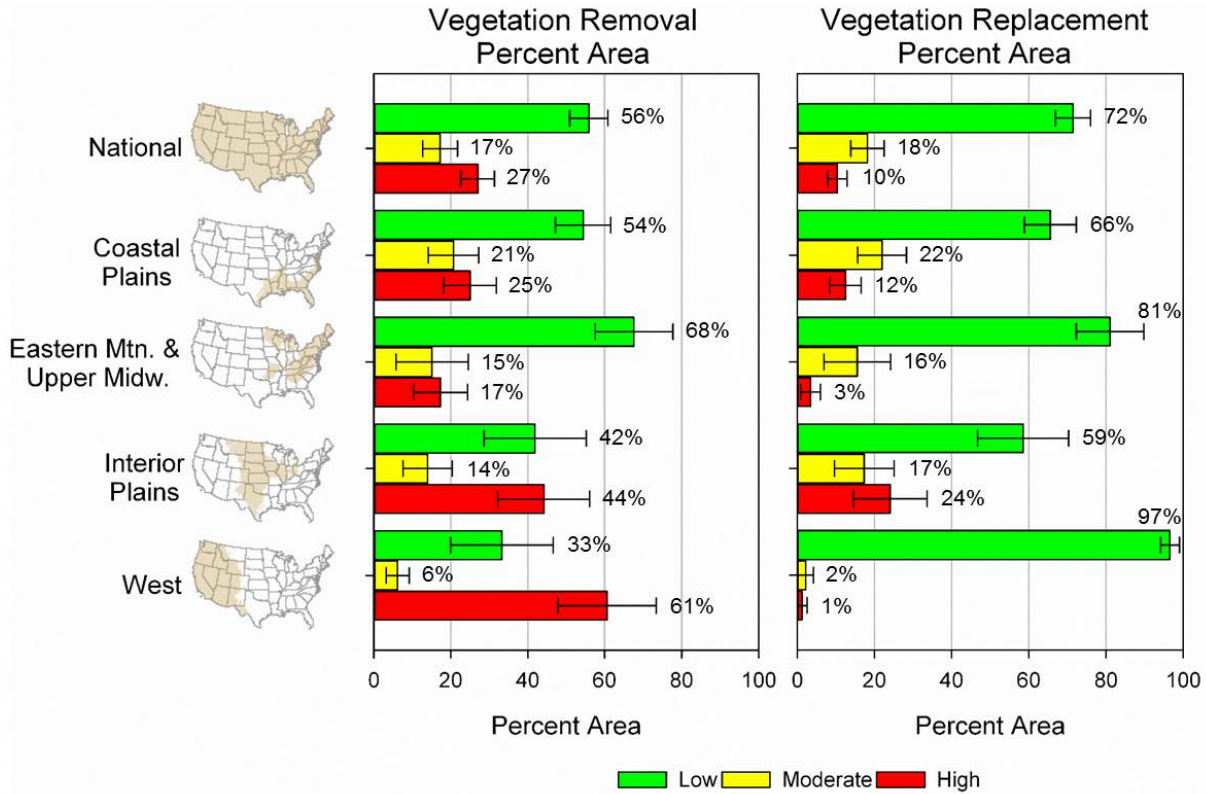 Vegetation Removal
Percent Area
Vegetation Replacement
Percent Area
National
56%
17%
27%
72%
18%
10%
Coastal
Plains
54%
21%
25%
66%
22%
12%
Eastern Mtn. &
Upper Midw.
68%
15%
17%
81%
16%
3%
Interior
Plains
42%
14%
44%
59%
17%
24%
West
33%
6%
61%
97%
2%
1%
0 20 40 60 80 100
0 20 40 60 80 100
Percent Area
Percent Area
Low Moderate High